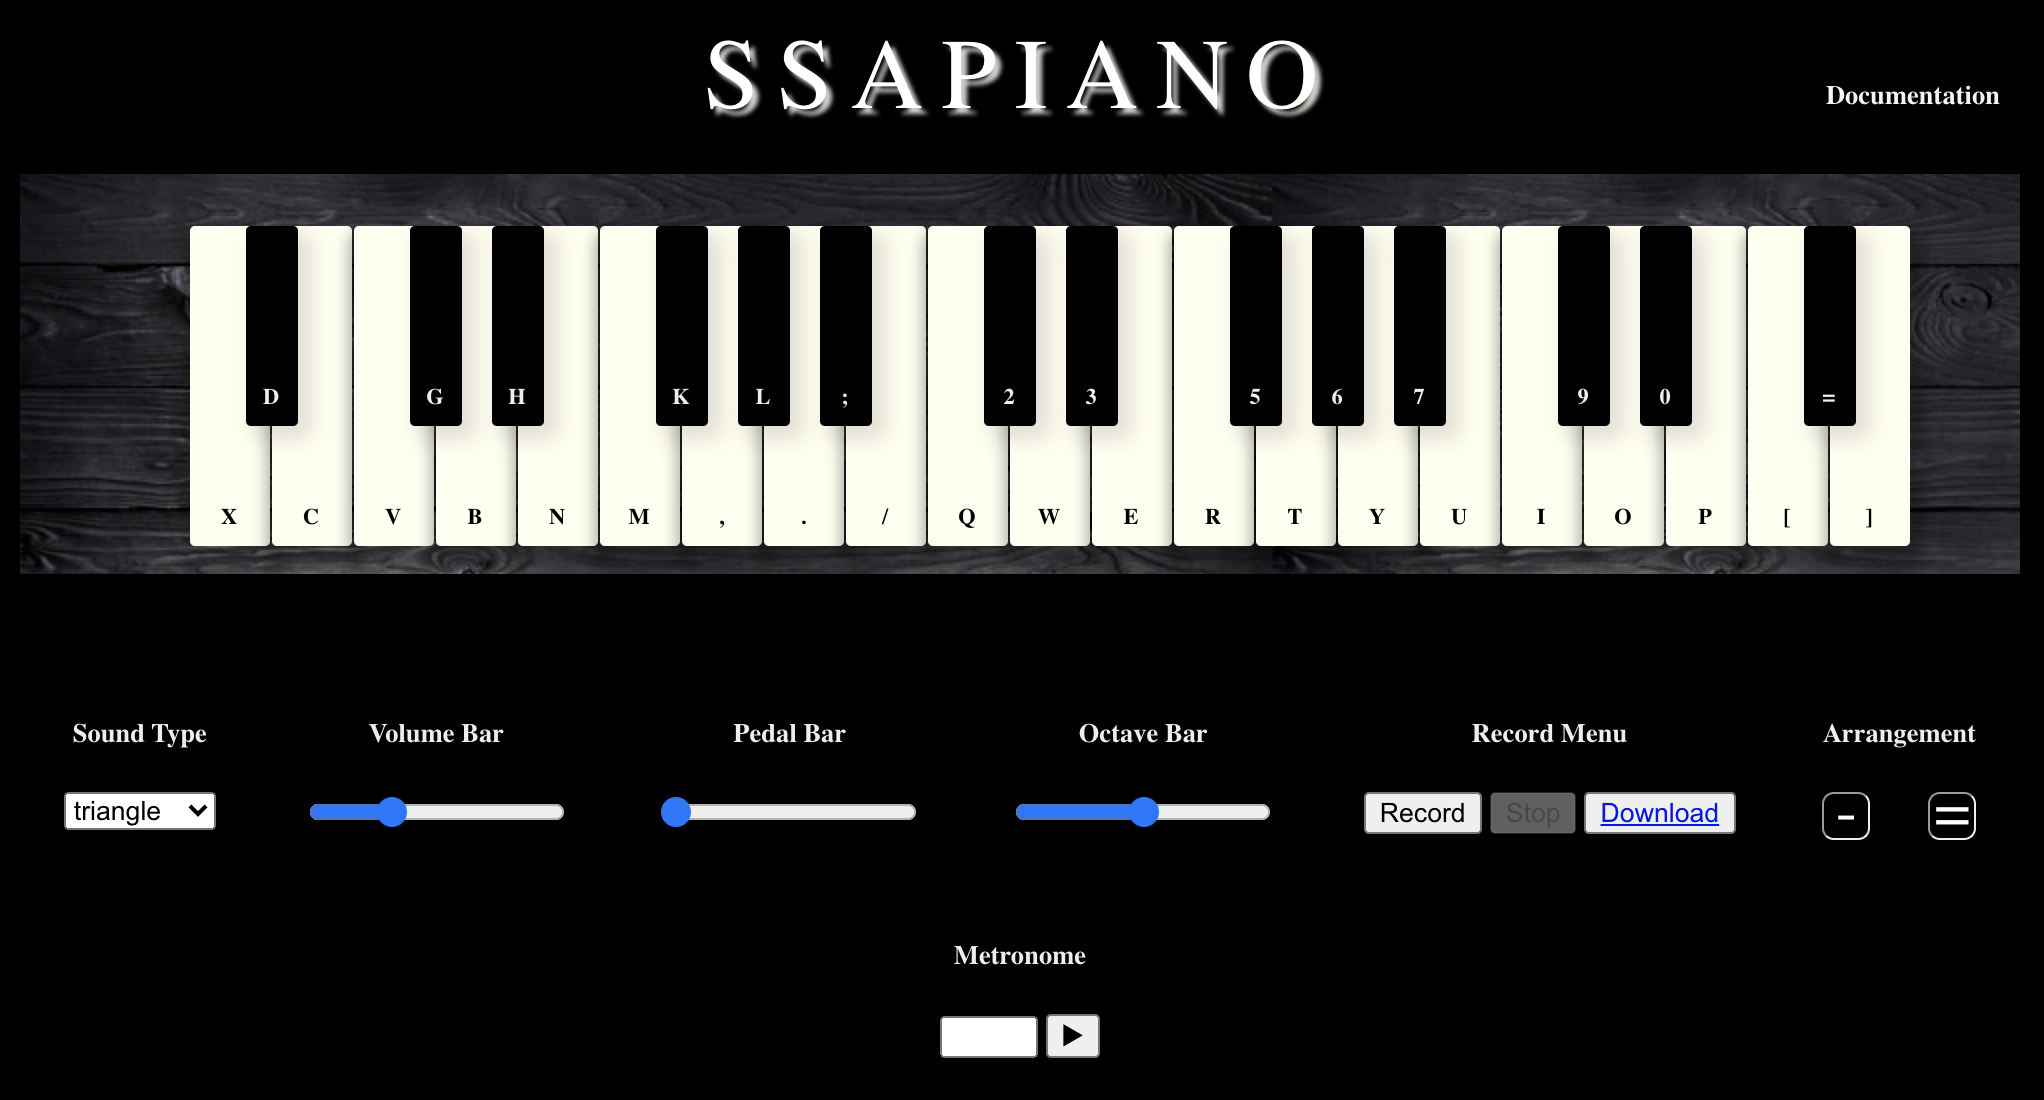 SSAPIANO
Documentation
D G H K L ; 2 3 5 6 7 9 0 =
X C V B N M , . / Q W E R T Y U I O P [ ]
Sound Type Volume Bar Pedal Bar Octave Bar Record Menu Arrangement
triangle Record Stop Download - =
Metronome